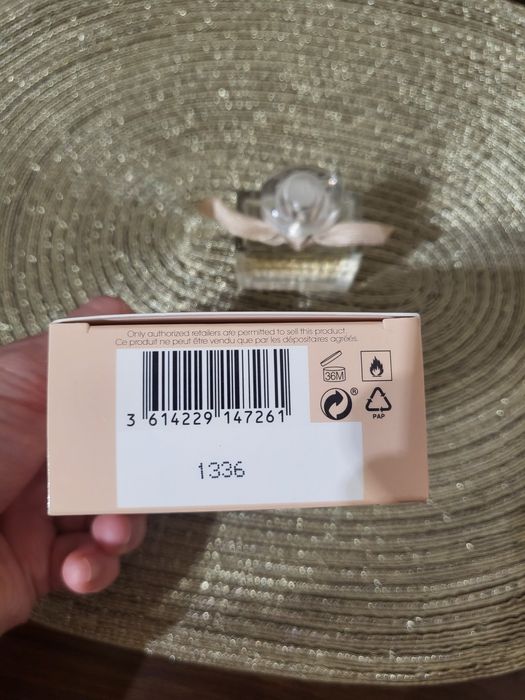 Only authorized retailers are permitted to sell this product.
Ce produit ne peut être vendu que par les dépositaires agréés.
36M
®
PAP
3 614229 147261
1336